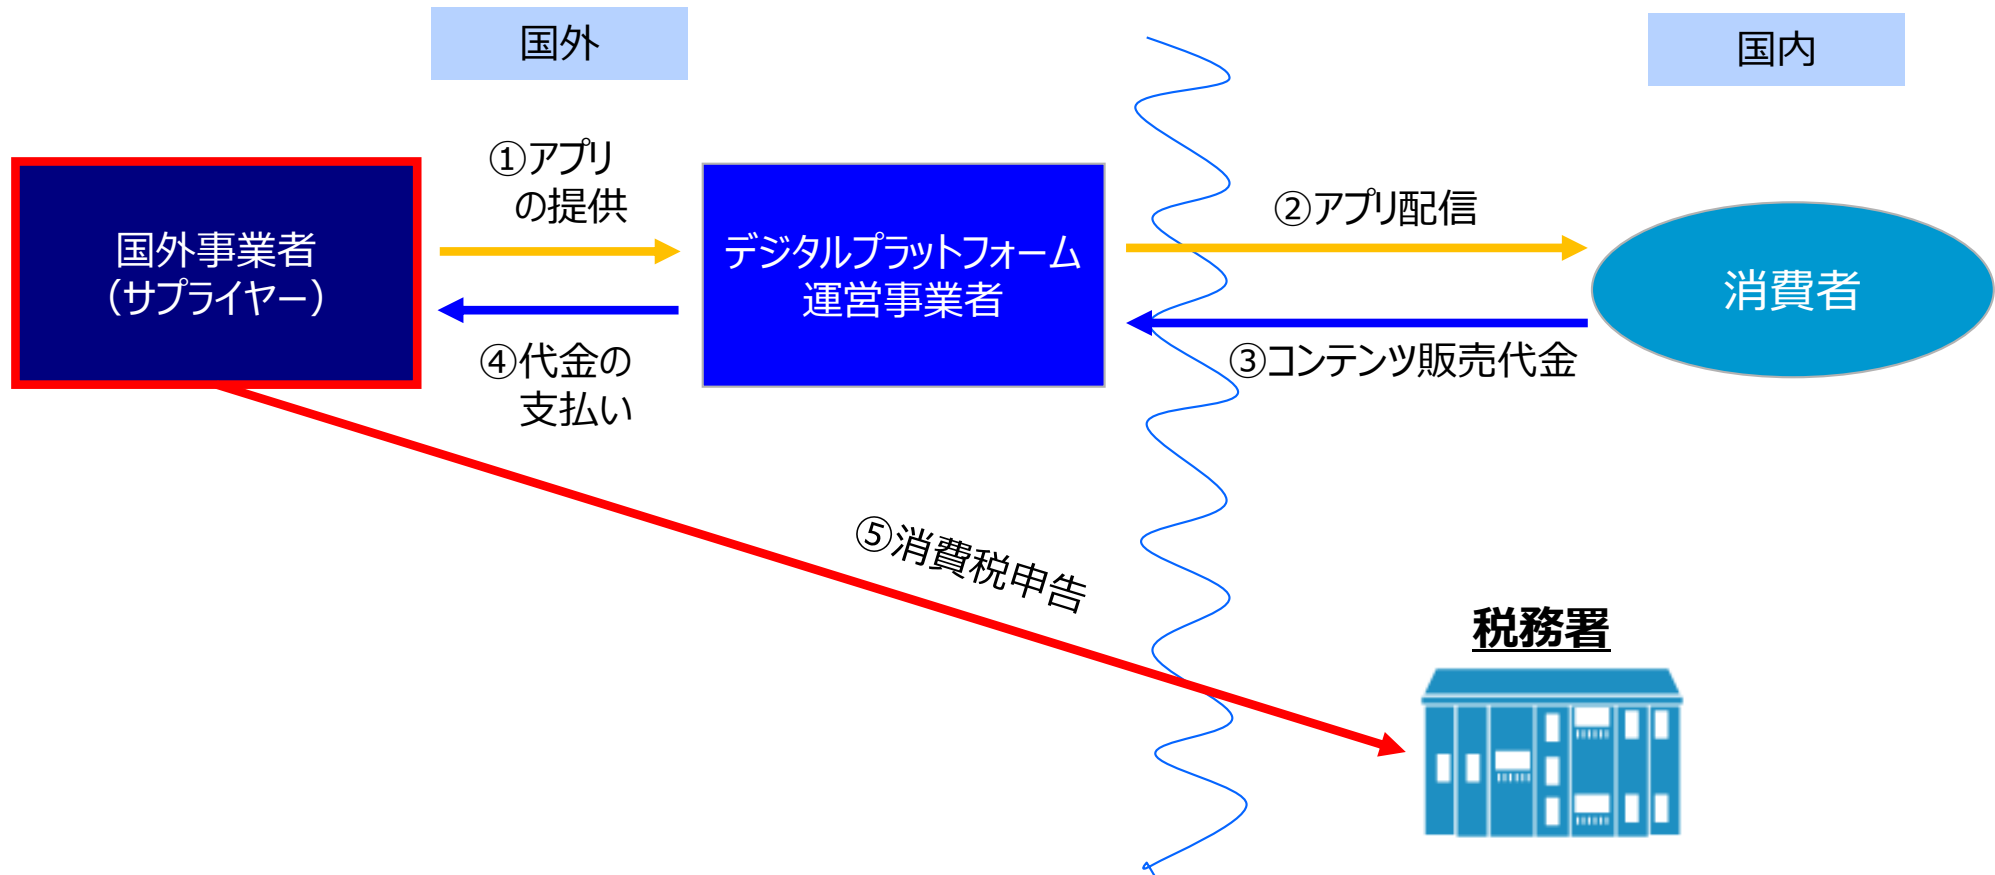 国外
国内
①アプリ
の提供
国外事業者
（サプライヤー）
デジタルプラットフォーム
運営事業者
②アプリ配信
消費者
④代金の
支払い
③コンテンツ販売代金
⑤消費税申告
税務署